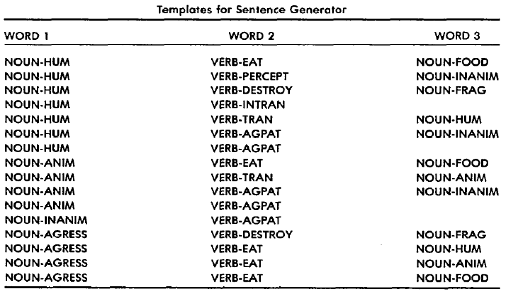 Templates for Sentence Generator
WORD 1 WORD 2 WORD 3
NOUN-HUM VERB-EAT NOUN-FOOD
NOUN-HUM VERB-PERCEPT NOUN-INANIM
NOUN-HUM VERB-DESTROY NOUN-FRAG
NOUN-HUM VERB-INTRAN
NOUN-HUM VERB-TRAN NOUN-HUM
NOUN-HUM VERB-AGPAT NOUN-INANIM
NOUN-HUM VERB-AGPAT
NOUN-ANIM VERB-EAT NOUN-FOOD
NOUN-ANIM VERB-TRAN NOUN-ANIM
NOUN-ANIM VERB-AGPAT NOUN-INANIM
NOUN-ANIM VERB-AGPAT
NOUN-INANIM VERB-AGPAT
NOUN-AGRESS VERB-DESTROY NOUN-FRAG
NOUN-AGRESS VERB-EAT NOUN-HUM
NOUN-AGRESS VERB-EAT NOUN-ANIM
NOUN-AGRESS VERB-EAT NOUN-FOOD